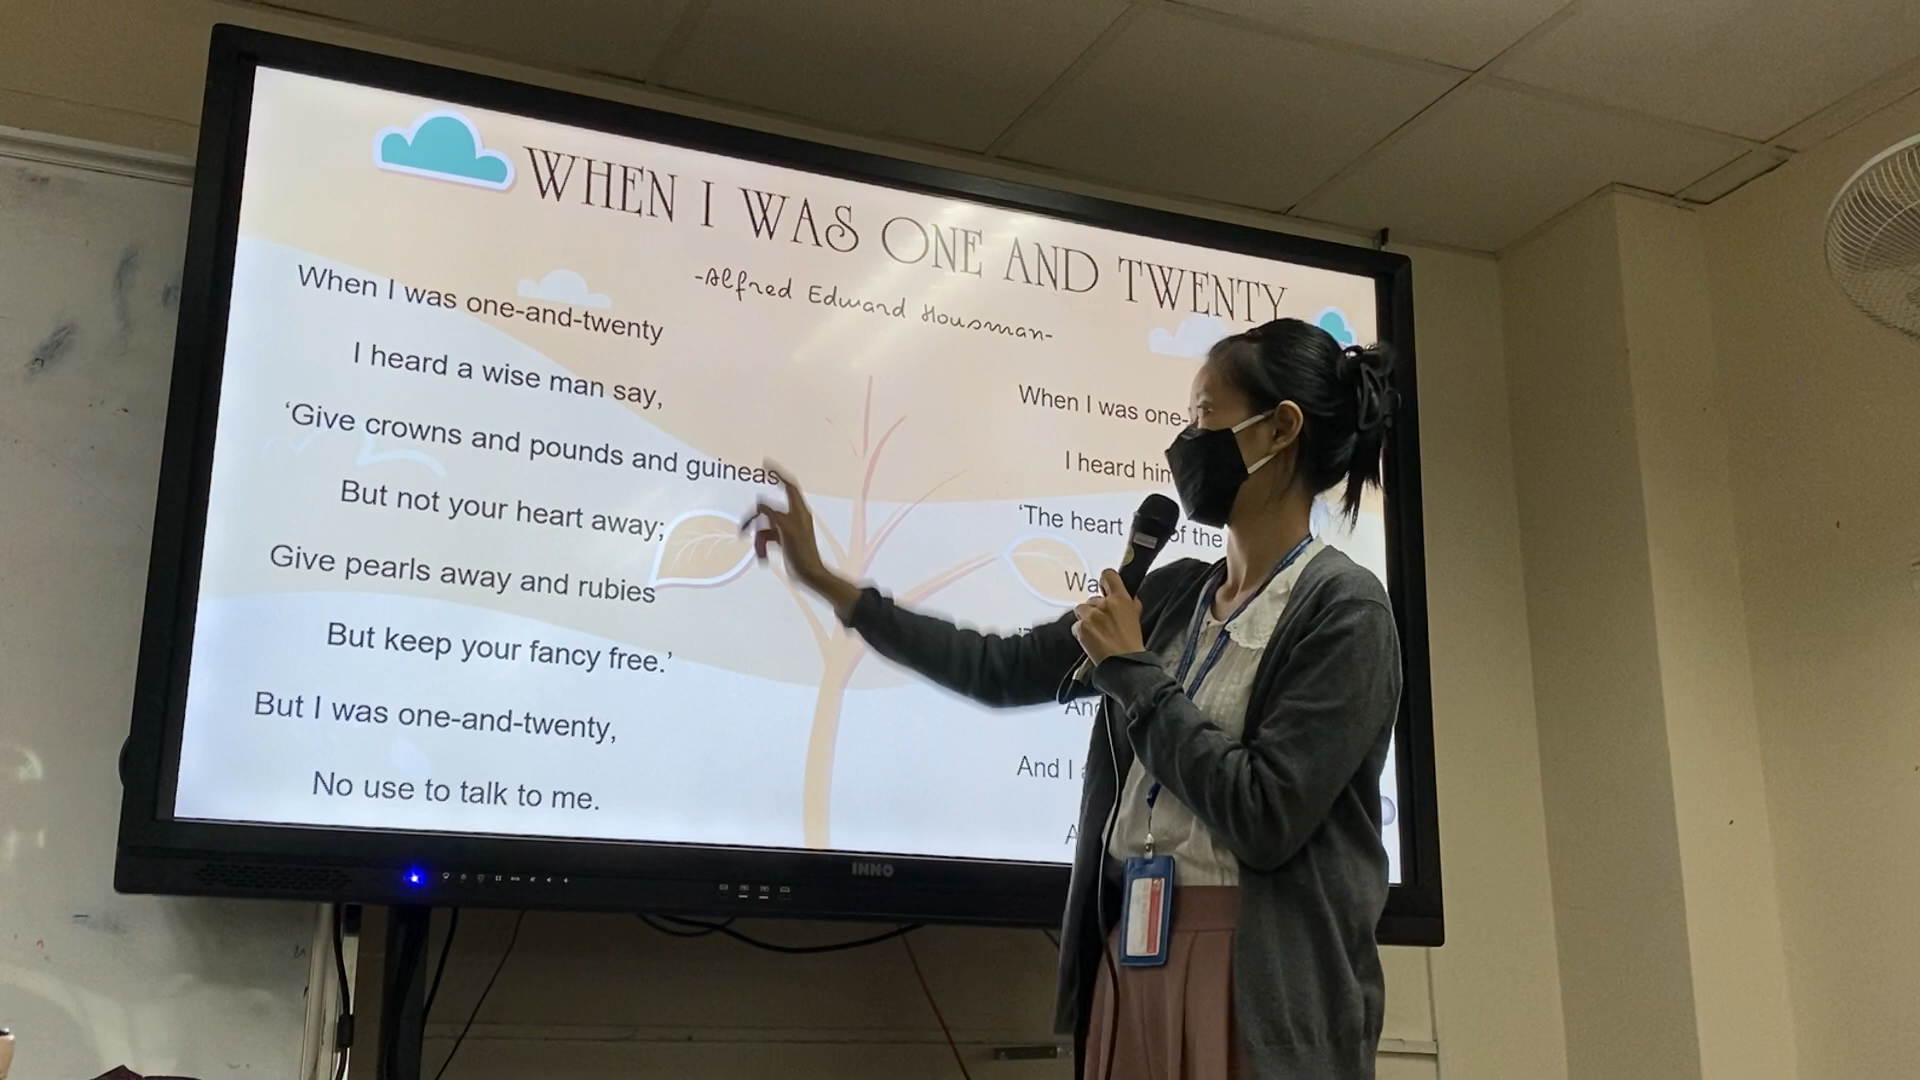 WHEN I WAS ONE AND TWENTY
-Alfred Edward Housman-
When I was one-and-twenty
I heard a wise man say,
‘Give crowns and pounds and guineas
But not your heart away;
Give pearls away and rubies
But keep your fancy free.’
But I was one-and-twenty,
No use to talk to me.
When I was one-
I heard him
‘The heart of the
And I
INNO